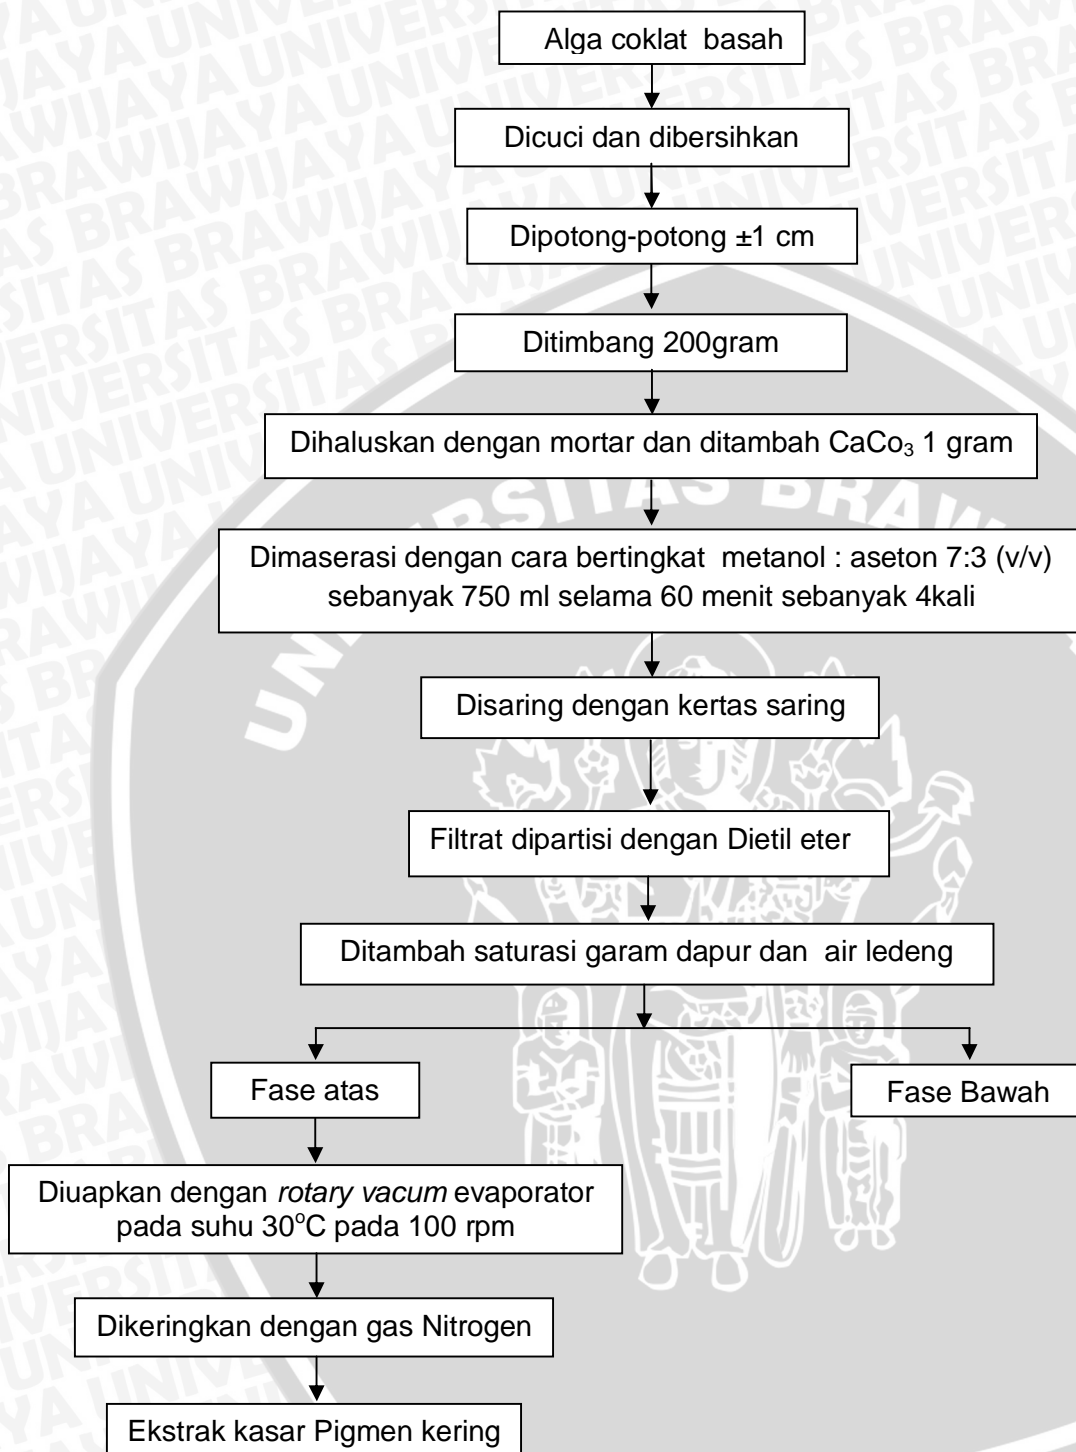 Alga coklat basah
Dicuci dan dibersihkan
Dipotong-potong ±1 cm
Ditimbang 200gram
Dihaluskan dengan mortar dan ditambah CaCo₃ 1 gram
Dimaserasi dengan cara bertingkat metanol : aseton 7:3 (v/v)
sebanyak 750 ml selama 60 menit sebanyak 4kali
Disaring dengan kertas saring
Filtrat dipartisi dengan Dietil eter
Ditambah saturasi garam dapur dan air ledeng
Fase atas
Fase Bawah
Diuapkan dengan rotary vacum evaporator
pada suhu 30°C pada 100 rpm
Dikeringkan dengan gas Nitrogen
Ekstrak kasar Pigmen kering